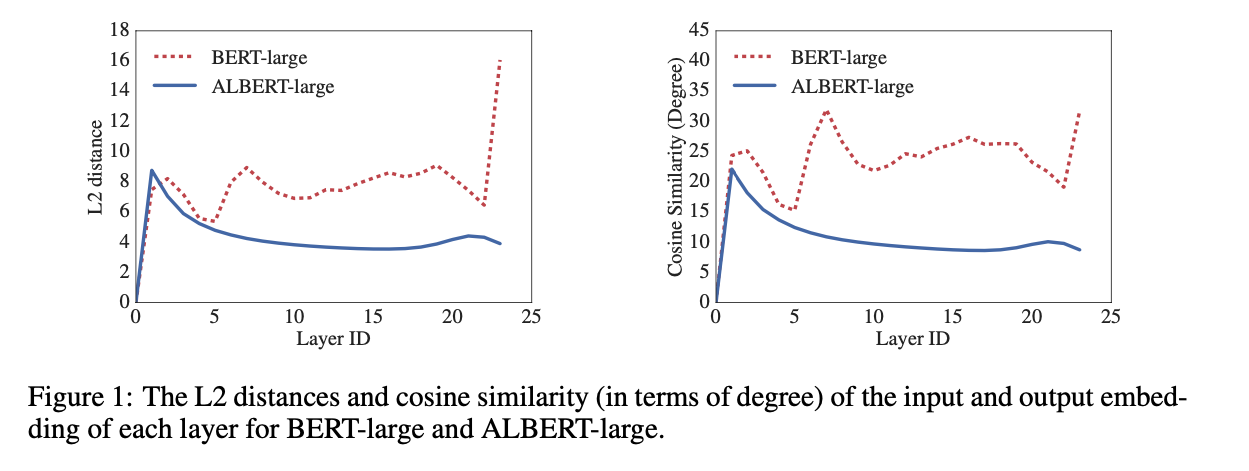 18
16
14
12
10
8
6
4
2
0
L2 distance
BERT-large
ALBERT-large
0 5 10 15 20 25
Layer ID
45
40
35
30
25
20
15
10
5
0
Cosine Similarity (Degree)
BERT-large
ALBERT-large
0 5 10 15 20 25
Layer ID
Figure 1: The L2 distances and cosine similarity (in terms of degree) of the input and output embed-
ding of each layer for BERT-large and ALBERT-large.